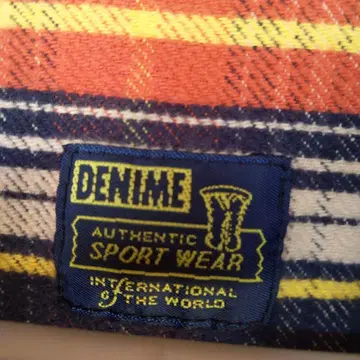 DENIME
AUTHENTIC
SPORT WEAR
INTERNATIONAL
of THE WORLD